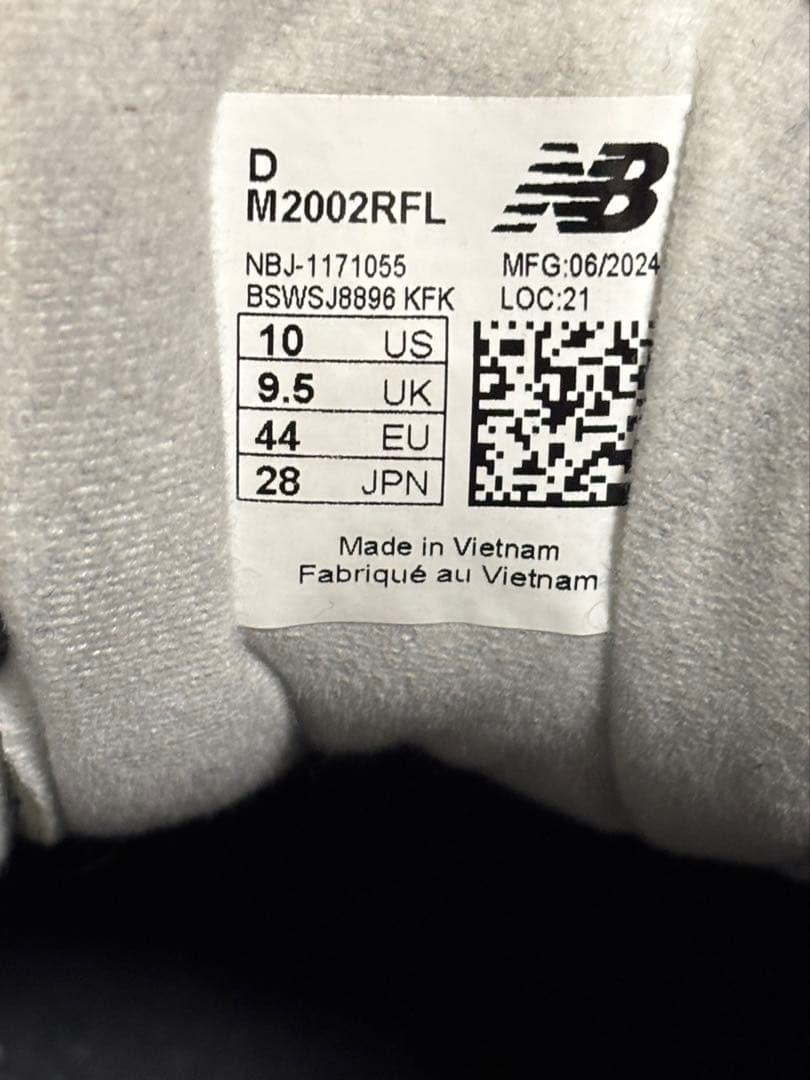 D
M2002RFL
NB
NBJ-1171055
MFG:06/2024
BSWSJ8896 KFK
LOC:21
10 US
9.5 UK
44 EU
28 JPN
Made in Vietnam
Fabriqué au Vietnam